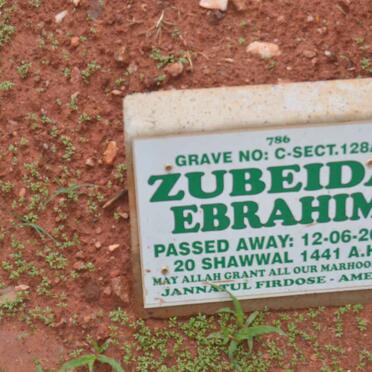 786
GRAVE NO: C-SECT.128
ZUBEIDA
EBRAHIM
PASSED AWAY: 12-06-20
20 SHAWWAL 1441 A.H
MAY ALLAH GRANT ALL OUR MARHOO
JANNATUL FIRDOSE - AME